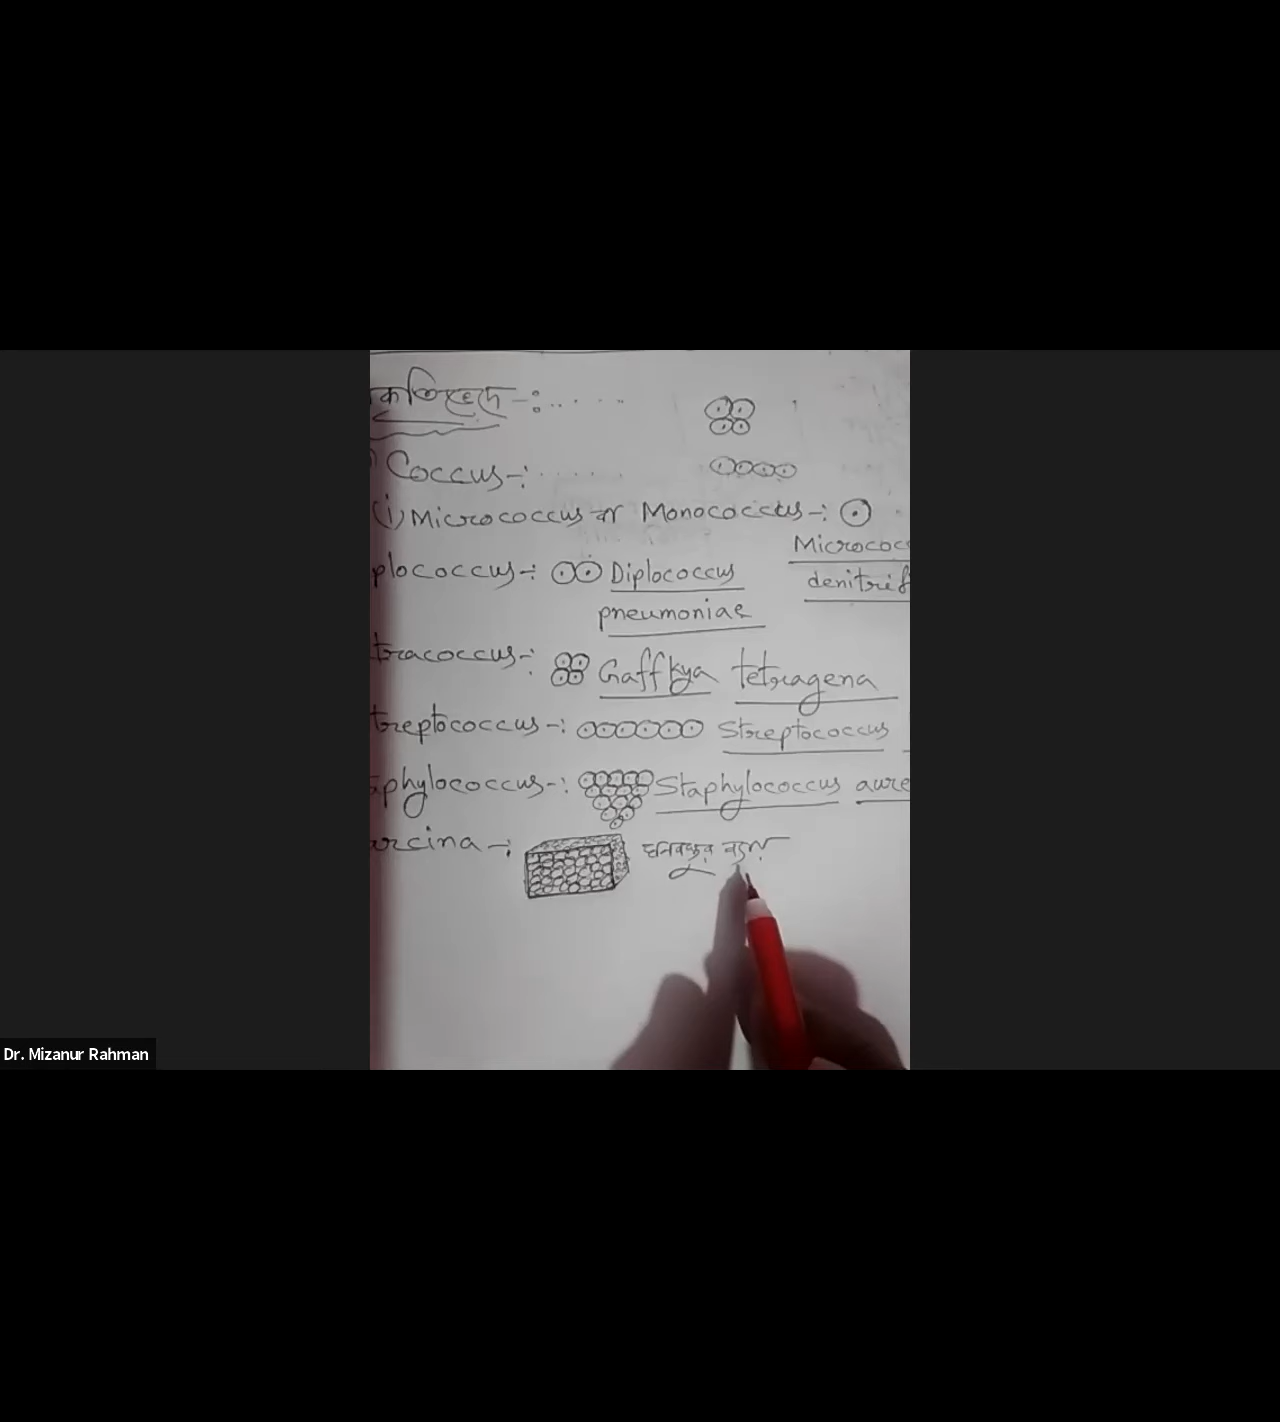 কৃতিভেদে -:.....
Coccus -:.....
(i) Micrococcus বা Monococcus -:
Micrococ
denitrif
plococcus -: Diplococcus
pneumoniae
tracoccus -: Gaffkya tetragena
treptococcus -: Streptococcus
phylococcus -: Staphylococcus aure
rcina -:
Dr. Mizanur Rahman